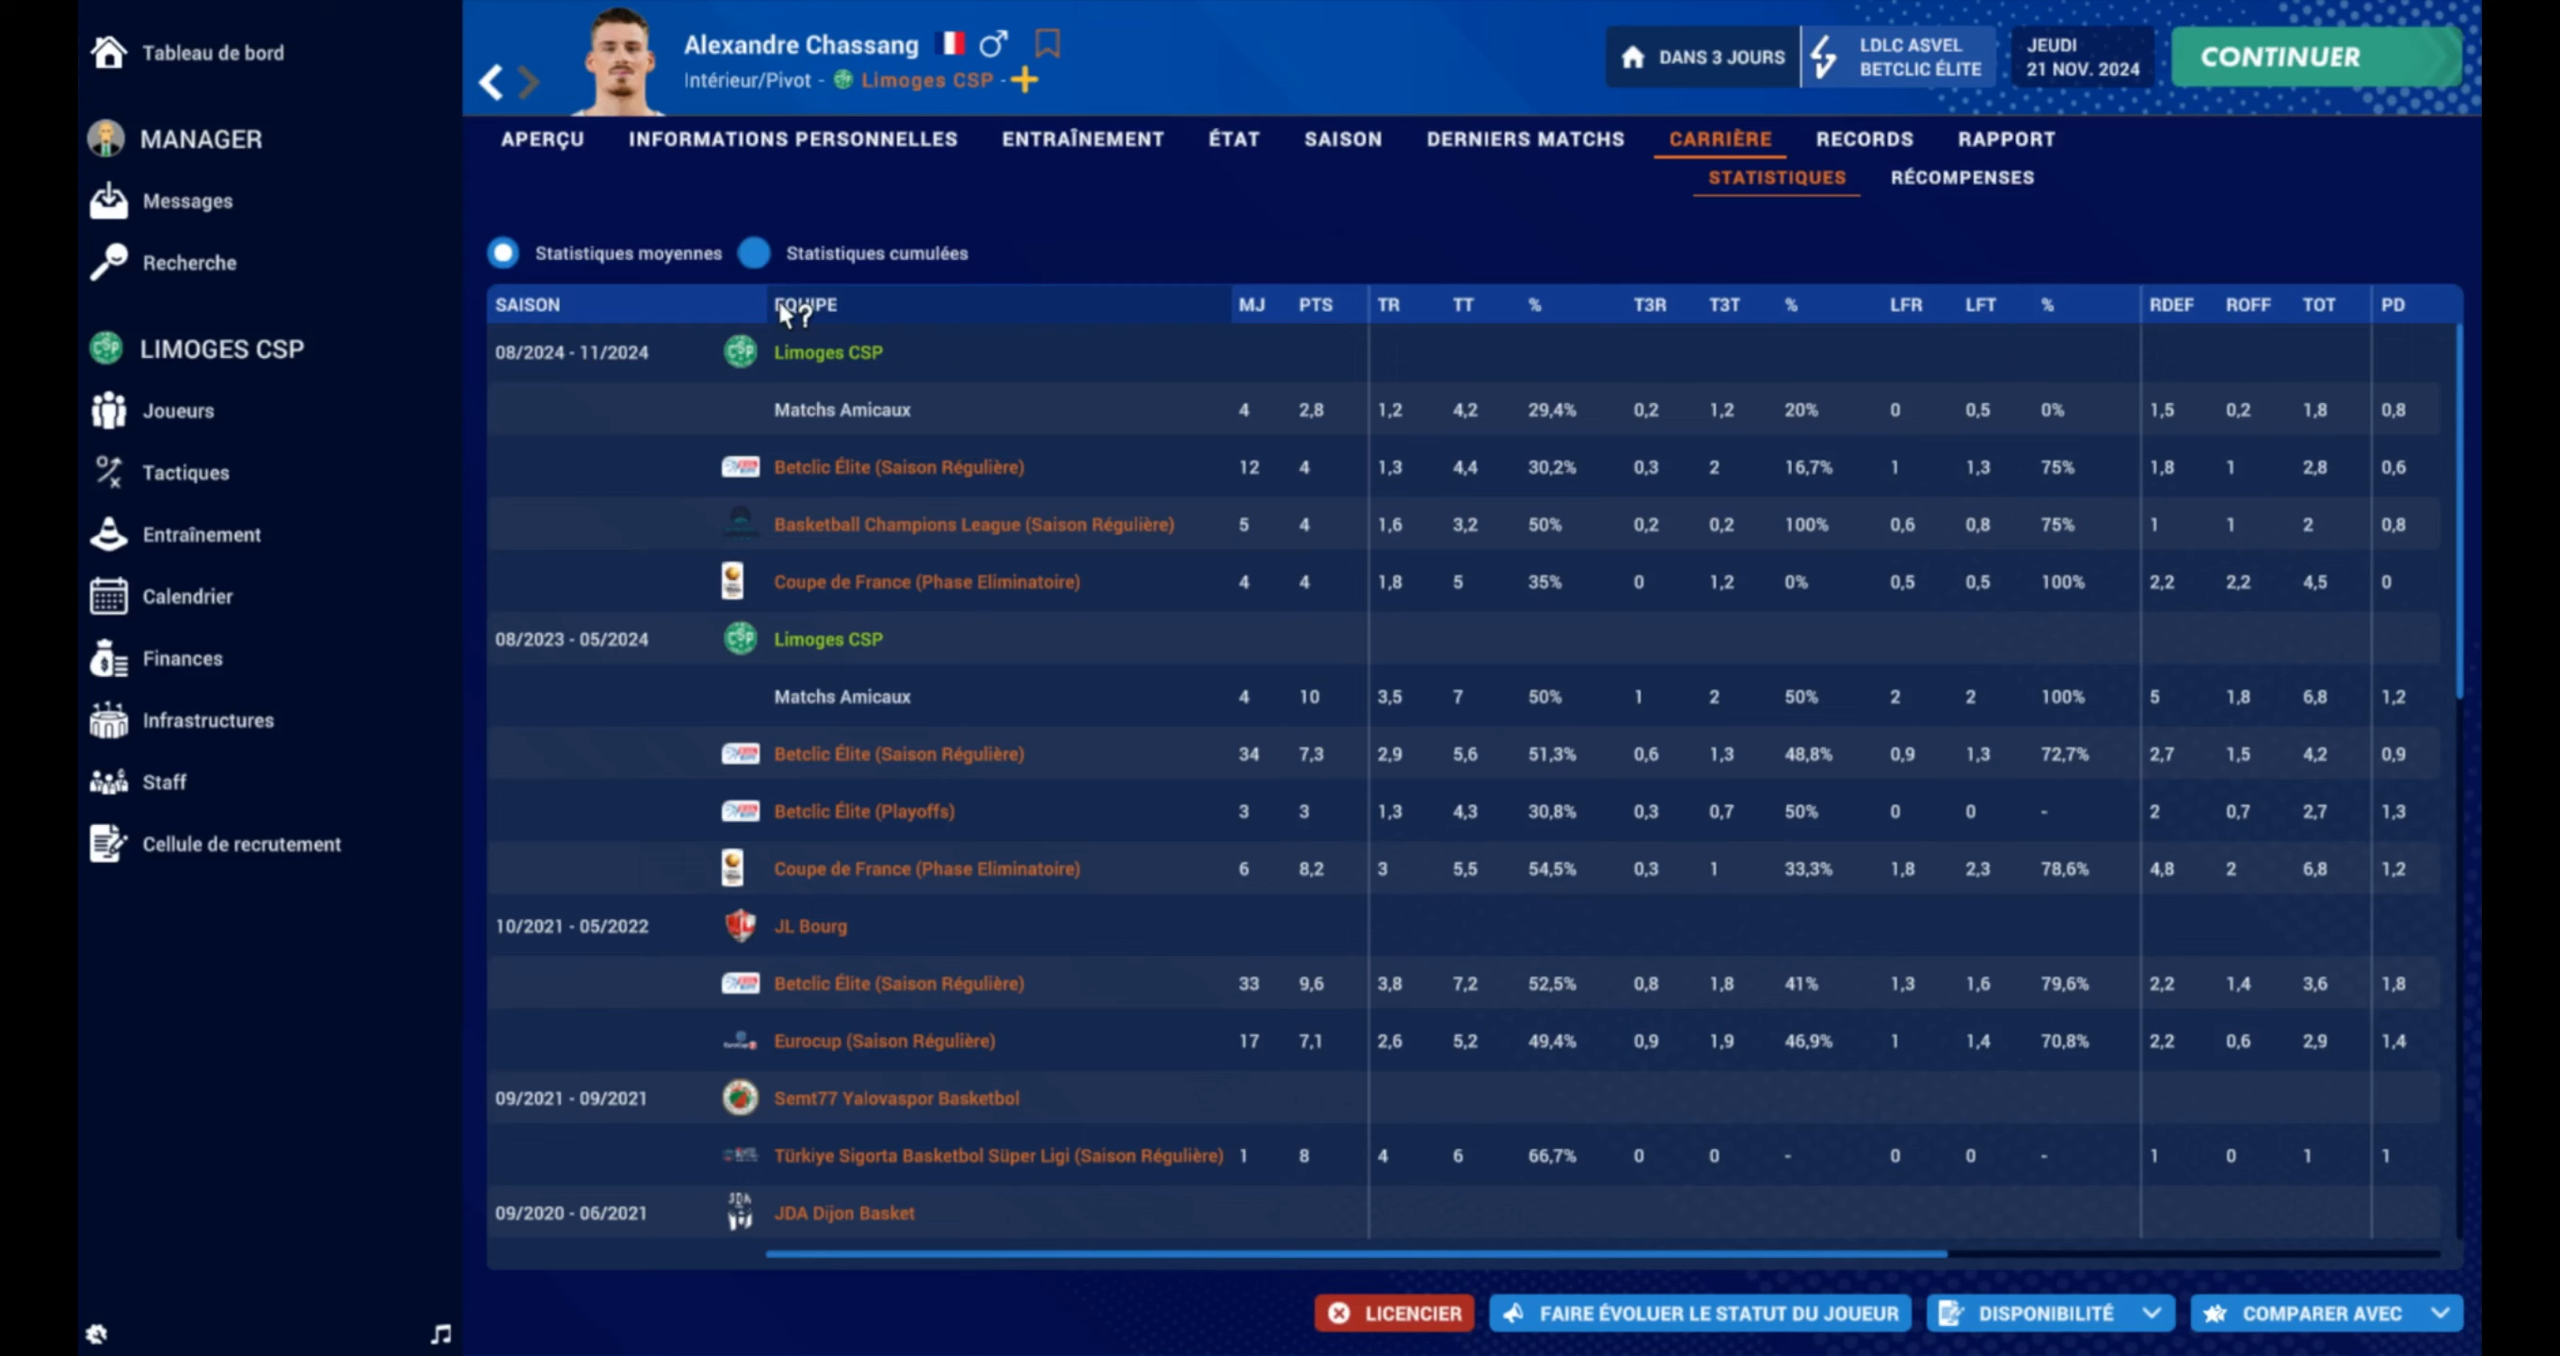 Tableau de bord
MANAGER
Messages
Recherche
LIMOGES CSP
Joueurs
Tactiques
Entraînement
Calendrier
Finances
Infrastructures
Staff
Cellule de recrutement
Alexandre Chassang
Intérieur/Pivot - Limoges CSP -
DANS 3 JOURS
LDLC ASVEL
BETCLIC ÉLITE
JEUDI
21 NOV. 2024
CONTINUER
APERÇU INFORMATIONS PERSONNELLES ENTRAÎNEMENT ÉTAT SAISON DERNIERS MATCHS CARRIÈRE RECORDS RAPPORT
STATISTIQUES RÉCOMPENSES
Statistiques moyennes Statistiques cumulées
SAISON EQUIPE MJ PTS TR TT % T3R T3T % LFR LFT % RDEF ROFF TOT PD
08/2024 - 11/2024 CSP Limoges CSP
Matchs Amicaux 4 2,8 1,2 4,2 29,4% 0,2 1,2 20% 0 0,5 0% 1,5 0,2 1,8 0,8
Betclic Élite (Saison Régulière) 12 4 1,3 4,4 30,2% 0,3 2 16,7% 1 1,3 75% 1,8 1 2,8 0,6
Basketball Champions League (Saison Régulière) 5 4 1,6 3,2 50% 0,2 0,2 100% 0,6 0,8 75% 1 1 2 0,8
Coupe de France (Phase Eliminatoire) 4 4 1,8 5 35% 0 1,2 0% 0,5 0,5 100% 2,2 2,2 4,5 0
08/2023 - 05/2024 CSP Limoges CSP
Matchs Amicaux 4 10 3,5 7 50% 1 2 50% 2 2 100% 5 1,8 6,8 1,2
Betclic Élite (Saison Régulière) 34 7,3 2,9 5,6 51,3% 0,6 1,3 48,8% 0,9 1,3 72,7% 2,7 1,5 4,2 0,9
Betclic Élite (Playoffs) 3 3 1,3 4,3 30,8% 0,3 0,7 50% 0 0 - 2 0,7 2,7 1,3
Coupe de France (Phase Eliminatoire) 6 8,2 3 5,5 54,5% 0,3 1 33,3% 1,8 2,3 78,6% 4,8 2 6,8 1,2
10/2021 - 05/2022 JL Bourg
Betclic Élite (Saison Régulière) 33 9,6 3,8 7,2 52,5% 0,8 1,8 41% 1,3 1,6 79,6% 2,2 1,4 3,6 1,8
Eurocup (Saison Régulière) 17 7,1 2,6 5,2 49,4% 0,9 1,9 46,9% 1 1,4 70,8% 2,2 0,6 2,9 1,4
09/2021 - 09/2021 Semt77 Yalovaspor Basketbol
Türkiye Sigorta Basketbol Süper Ligi (Saison Régulière) 1 8 4 6 66,7% 0 0 - 0 0 - 1 0 1 1
09/2020 - 06/2021 JDA JDA Dijon Basket
LICENCIER FAIRE ÉVOLUER LE STATUT DU JOUEUR DISPONIBILITÉ COMPARER AVEC